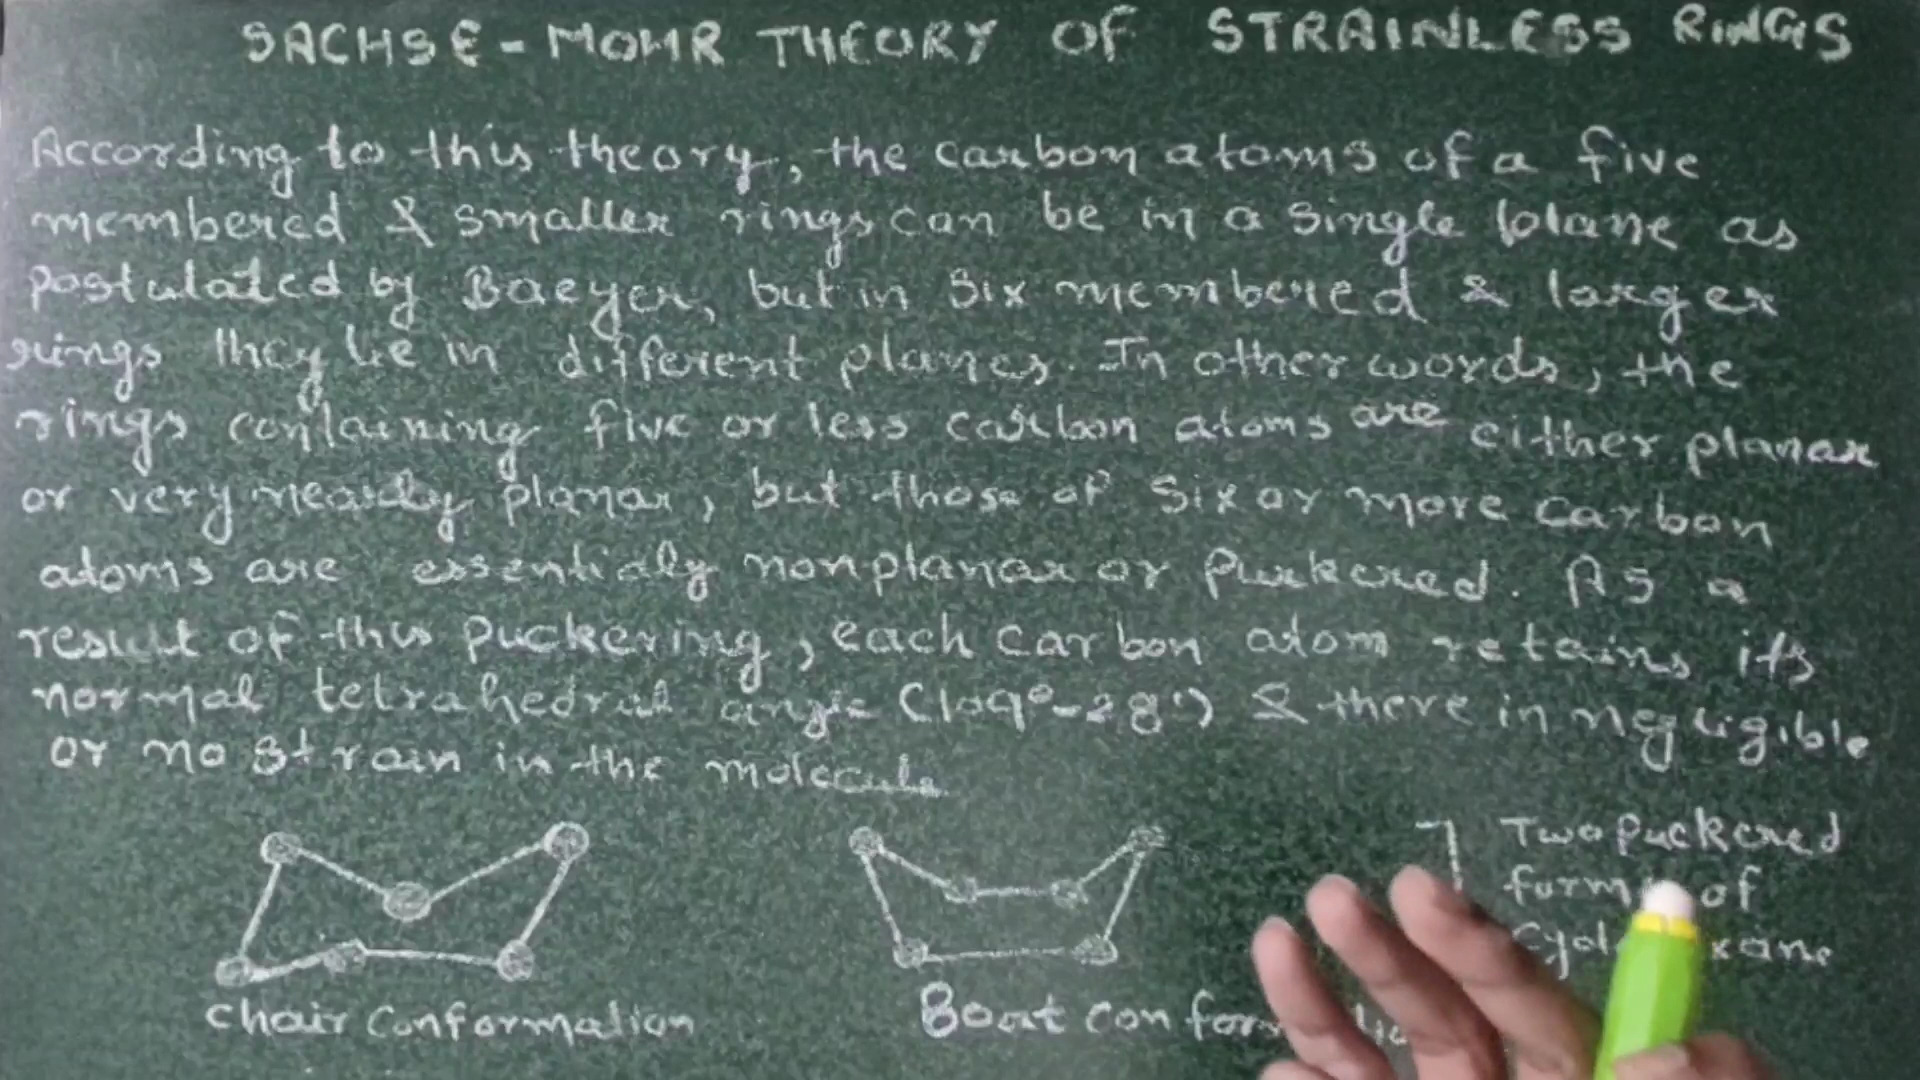 SACHSE-MOHR THEORY OF STRAINLESS RINGS
According to this theory, the carbon atoms of a five
membered & smaller rings can be in a single plane as
postulated by Baeyer, but in six membered & larger
rings they lie in different planes. In other words, the
rings containing five or less carbon atoms are either planar
or very nearly planar, but those of six or more carbon
atoms are essentialy nonplanar or puckered. As a
result of this puckering, each carbon atom retains its
normal tetrahedral angle (109°-28') & there in negligible
or no strain in the molecule
Two puckered
forms of
Chair Conformation
Boat